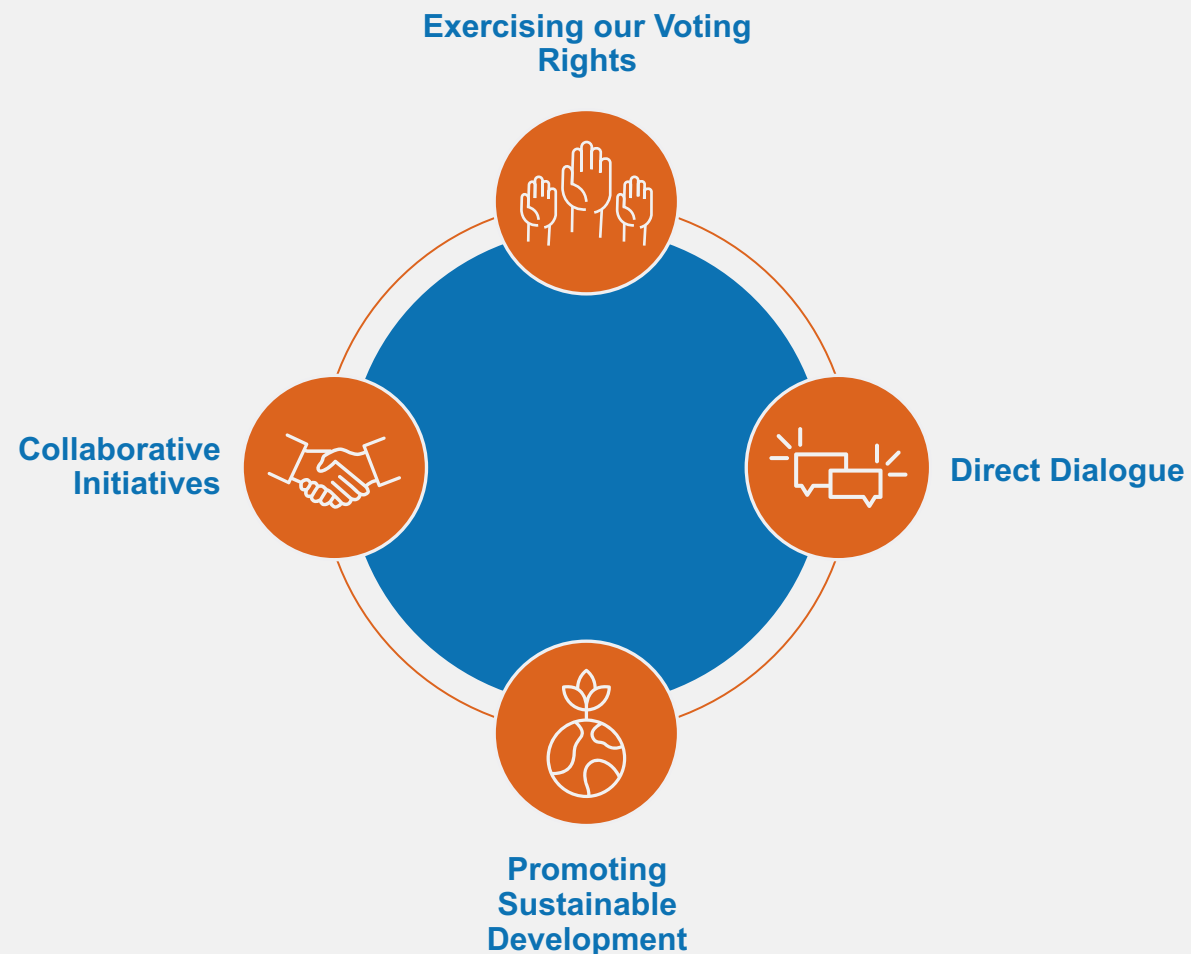 Exercising our Voting
Rights
Collaborative
Initiatives
Direct Dialogue
Promoting
Sustainable
Development